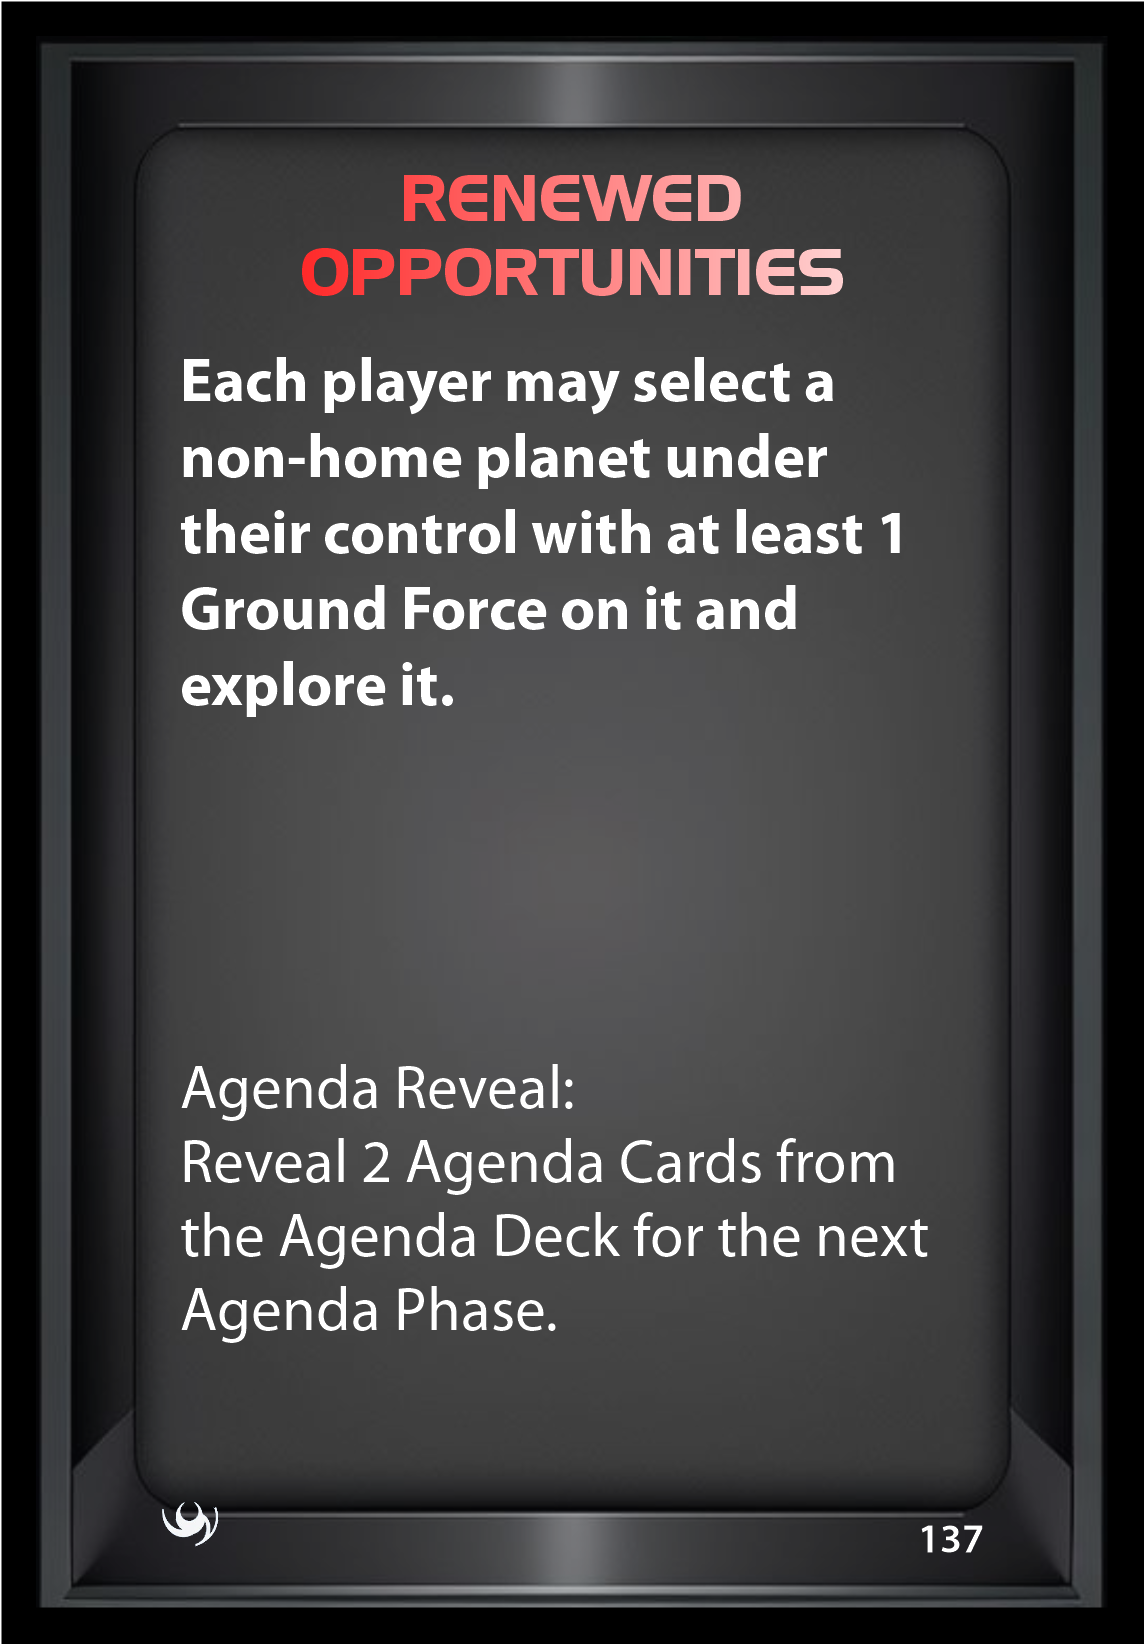 RENEWED
OPPORTUNITIES
Each player may select a
non-home planet under
their control with at least 1
Ground Force on it and
explore it.
Agenda Reveal:
Reveal 2 Agenda Cards from
the Agenda Deck for the next
Agenda Phase.
137